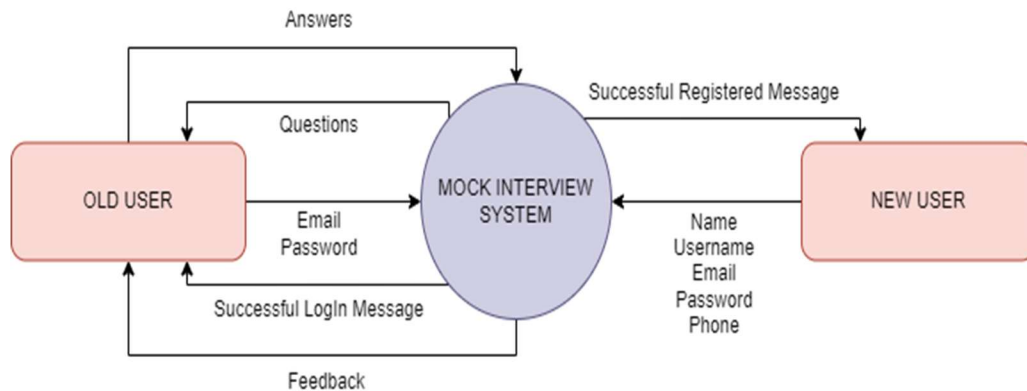 Answers
Successful Registered Message
Questions
OLD USER
MOCK INTERVIEW
SYSTEM
NEW USER
Email
Password
Name
Username
Email
Password
Phone
Successful LogIn Message
Feedback